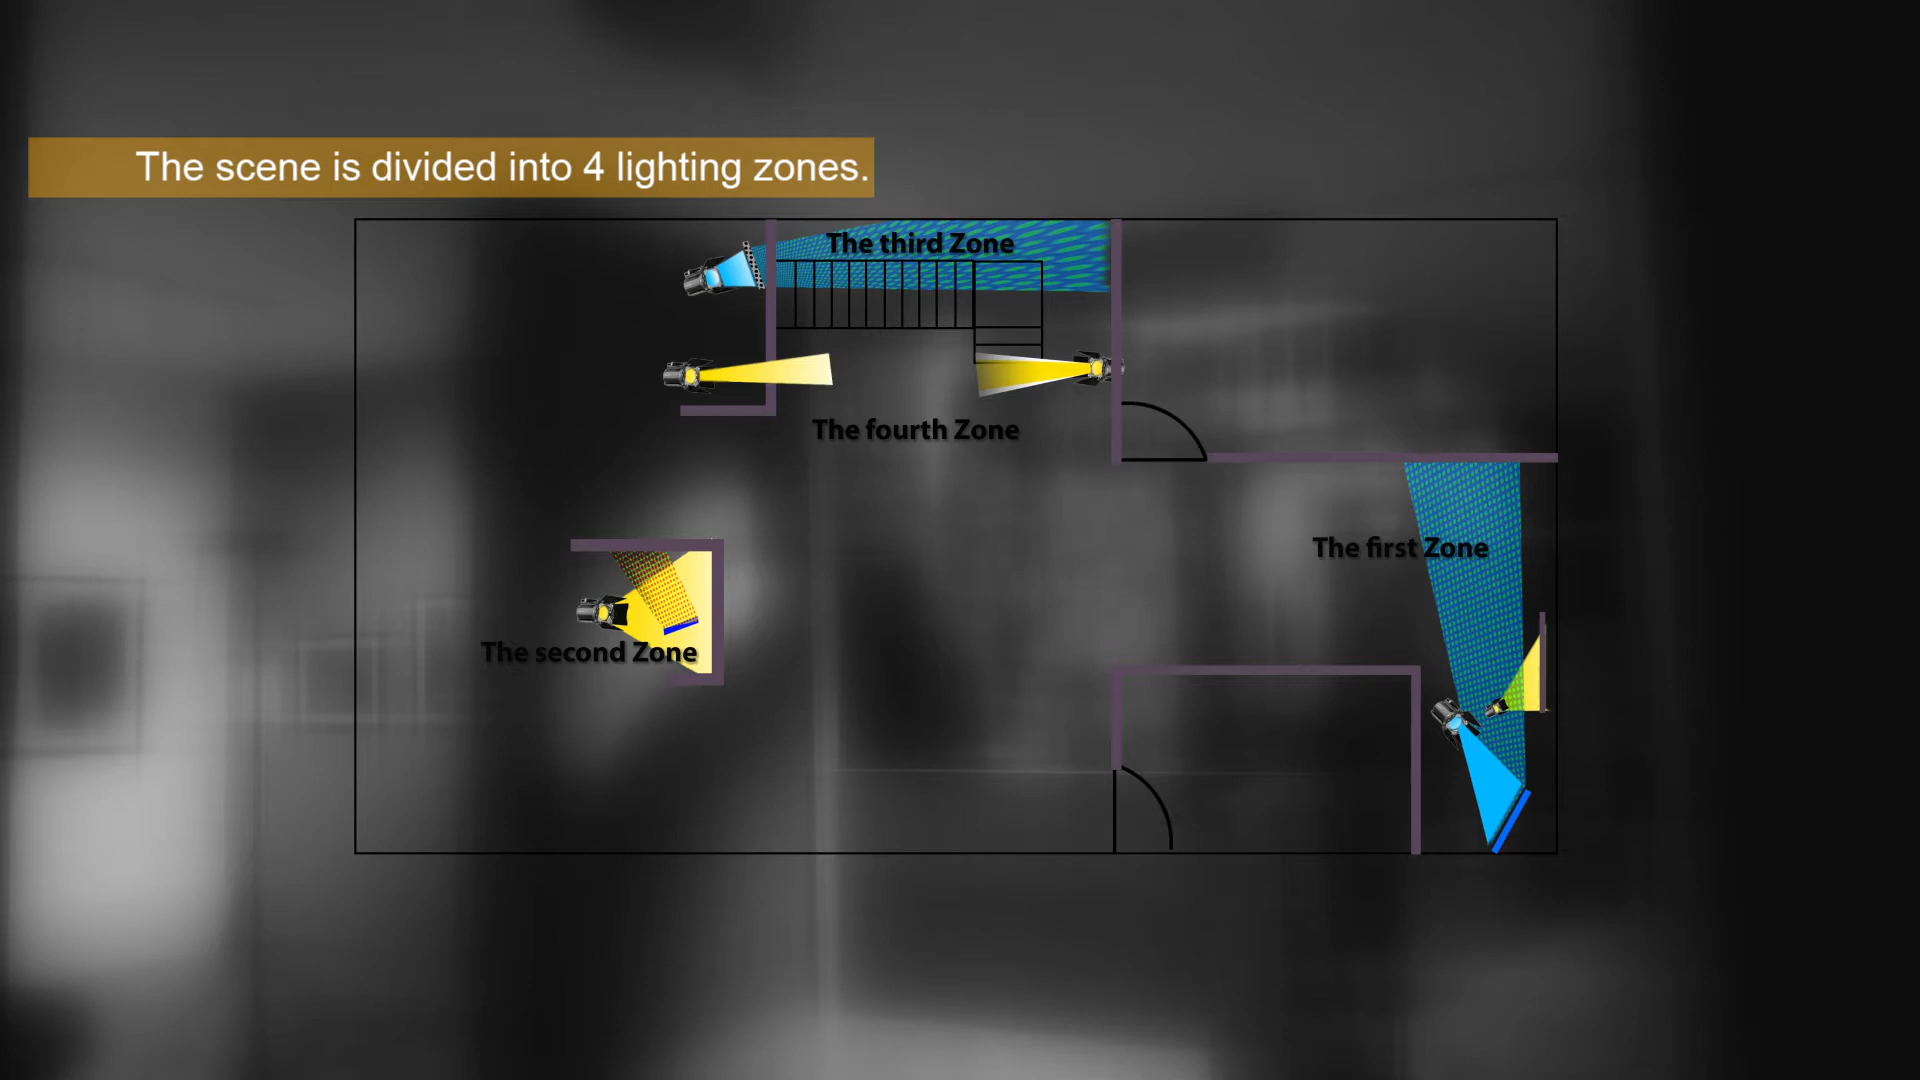 The scene is divided into 4 lighting zones.
The third Zone
The fourth Zone
The first Zone
The second Zone